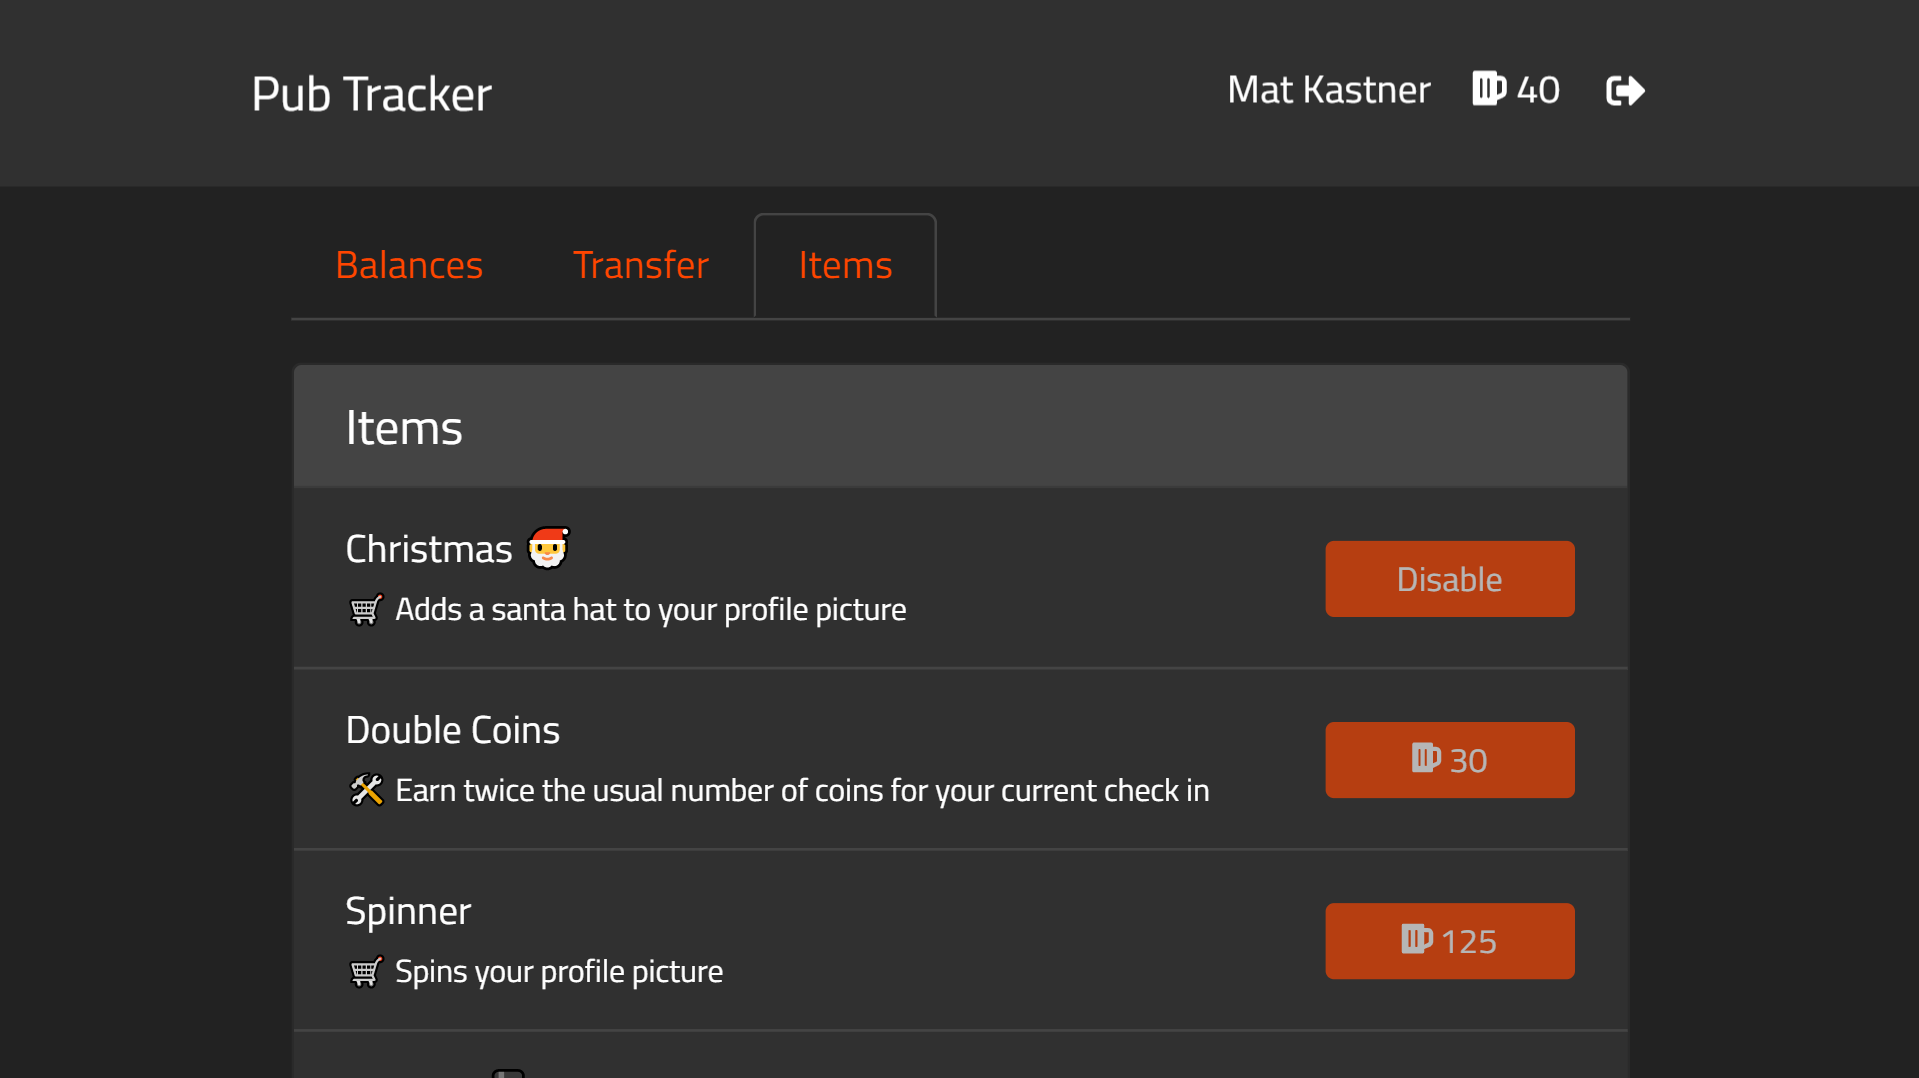 Pub Tracker
Mat Kastner 40
Balances Transfer Items
Items
Christmas
Adds a santa hat to your profile picture
Disable
Double Coins
Earn twice the usual number of coins for your current check in
30
Spinner
Spins your profile picture
125